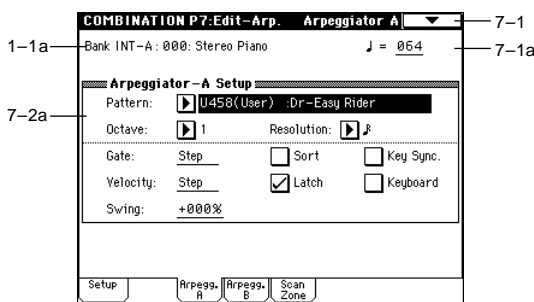 COMBINATION P7:Edit-Arp. Arpeggiator A
7–1
1–1a
Bank INT-A: 000: Stereo Piano ♩ = 064
7–1a
Arpeggiator-A Setup
7–2a
Pattern: U458(User) :Dr-Easy Rider
Octave: 1 Resolution: ♪
Gate: Step Sort Key Sync.
Velocity: Step Latch Keyboard
Swing: +000%
Setup Arpegg. A Arpegg. B Scan Zone